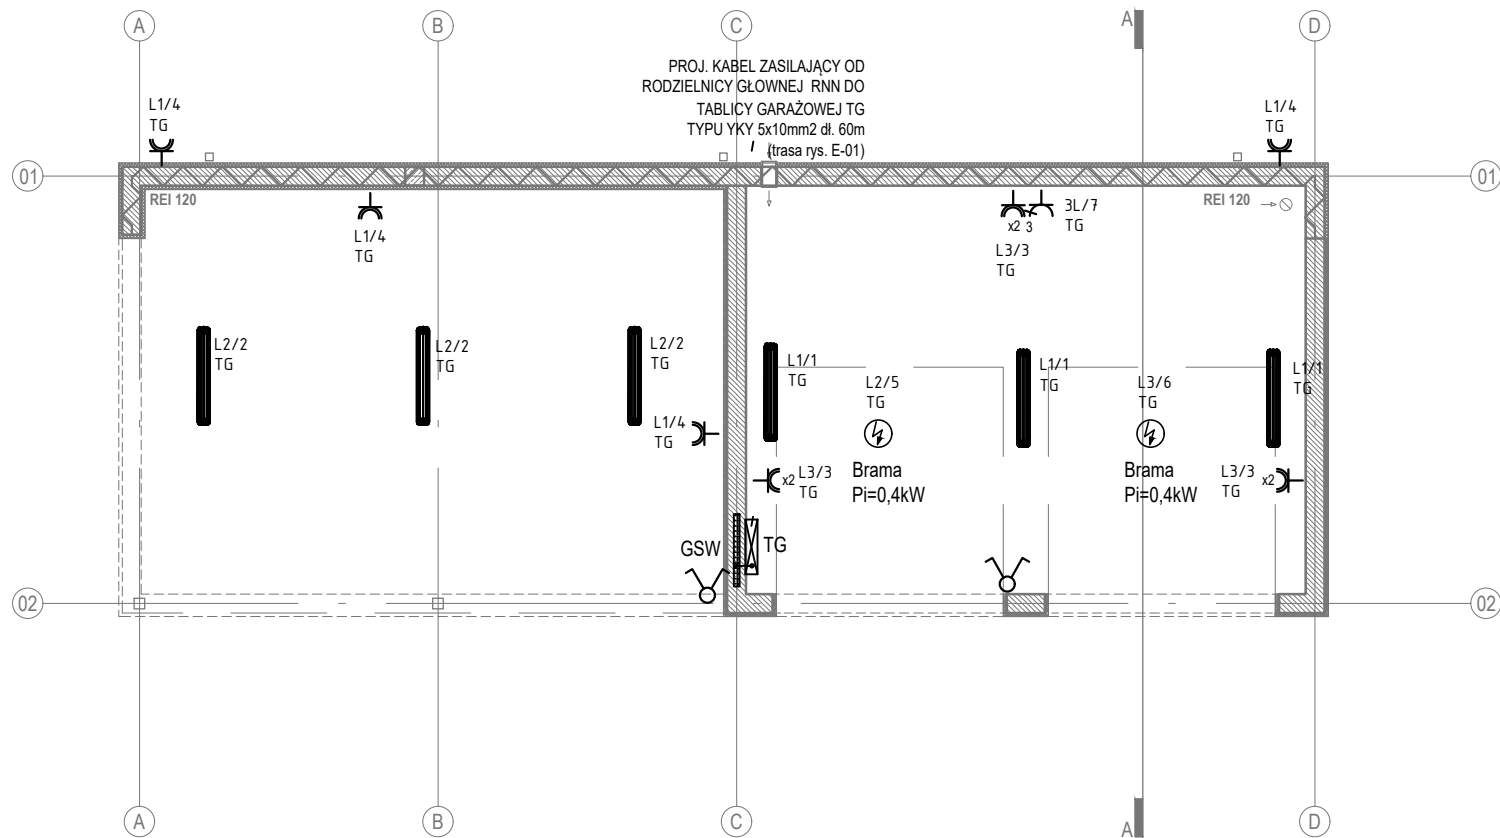 A
B
C
A
D
PROJ. KABEL ZASILAJĄCY OD
RODZIELNICY GŁOWNEJ RNN DO
TABLICY GARAŻOWEJ TG
TYPU YKY 5x10mm2 dł. 60m
(trasa rys. E-01)
L1/4
TG
L1/4
TG
01
01
REI 120
REI 120
L1/4
TG
x2
3
3L/7
TG
L3/3
TG
L2/2
TG
L2/2
TG
L2/2
TG
L1/1
TG
L1/1
TG
L1/1
TG
L2/5
TG
L3/6
TG
L1/4
TG
Brama
Pi=0,4kW
Brama
Pi=0,4kW
x2
L3/3
TG
L3/3
TG
x2
GSW
TG
02
02
A
B
C
A
D